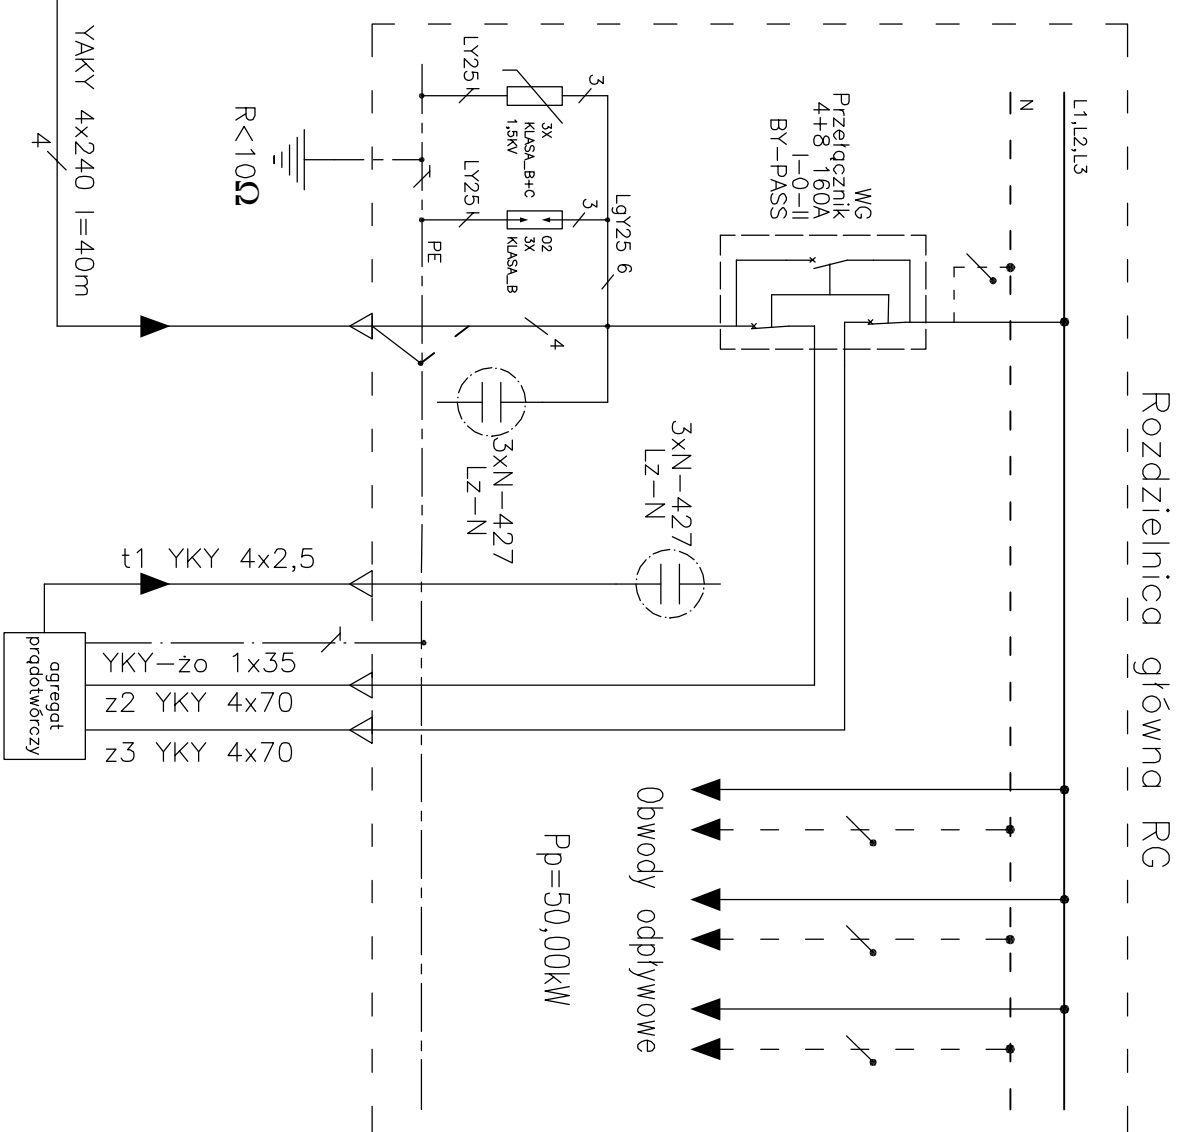 YAKY 4x240 l=40m
4
R<10Ω
LY25
3
3X
KLASA_B+C
1,5KV
LY25
3
02
3X
KLASA_B
LgY25 6
PE
4
WG
Przełącznik
4+8 160A
I-0-II
BY-PASS
N
L1,L2,L3
Rozdzielnica główna RG
3xN-427
Lz-N
3xN-427
Lz-N
t1 YKY 4x2,5
YKY-żo 1x35
z2 YKY 4x70
z3 YKY 4x70
agregat
prądotwórczy
Obwody odpływowe
Pp=50,00kW